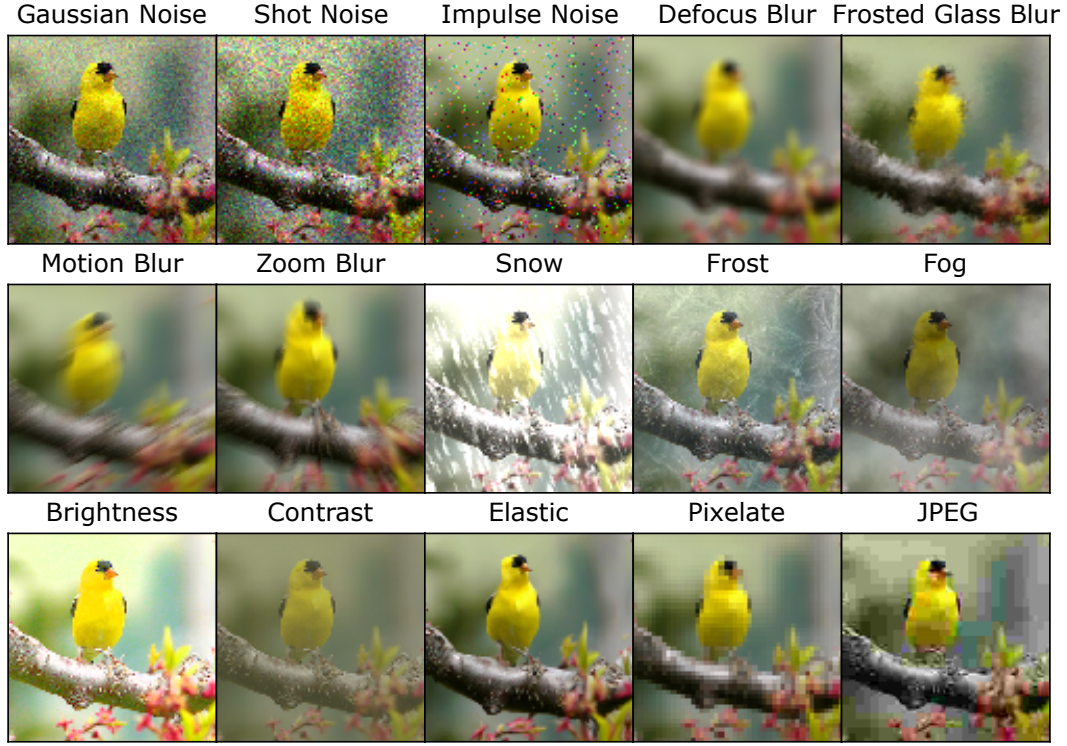 Gaussian Noise Shot Noise Impulse Noise Defocus Blur Frosted Glass Blur
Motion Blur Zoom Blur Snow Frost Fog
Brightness Contrast Elastic Pixelate JPEG